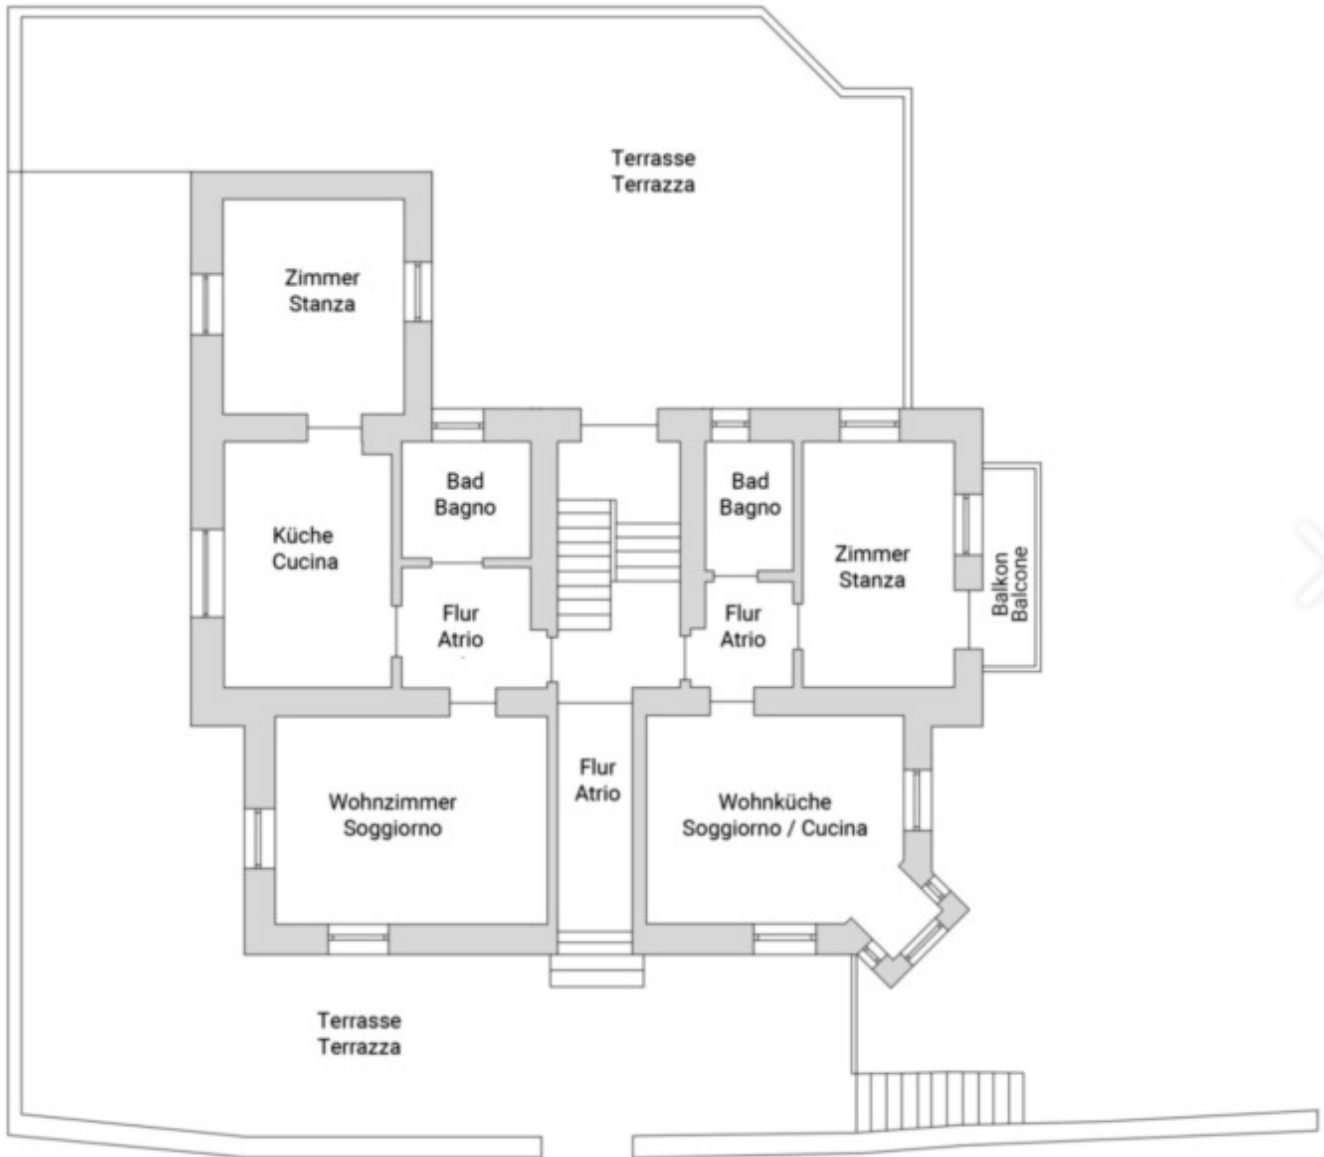 Terrasse
Terrazza
Zimmer
Stanza
Bad
Bagno
Bad
Bagno
Küche
Cucina
Zimmer
Stanza
Balkon
Balcone
Flur
Atrio
Flur
Atrio
Flur
Atrio
Wohnzimmer
Soggiorno
Wohnküche
Soggiorno / Cucina
Terrasse
Terrazza